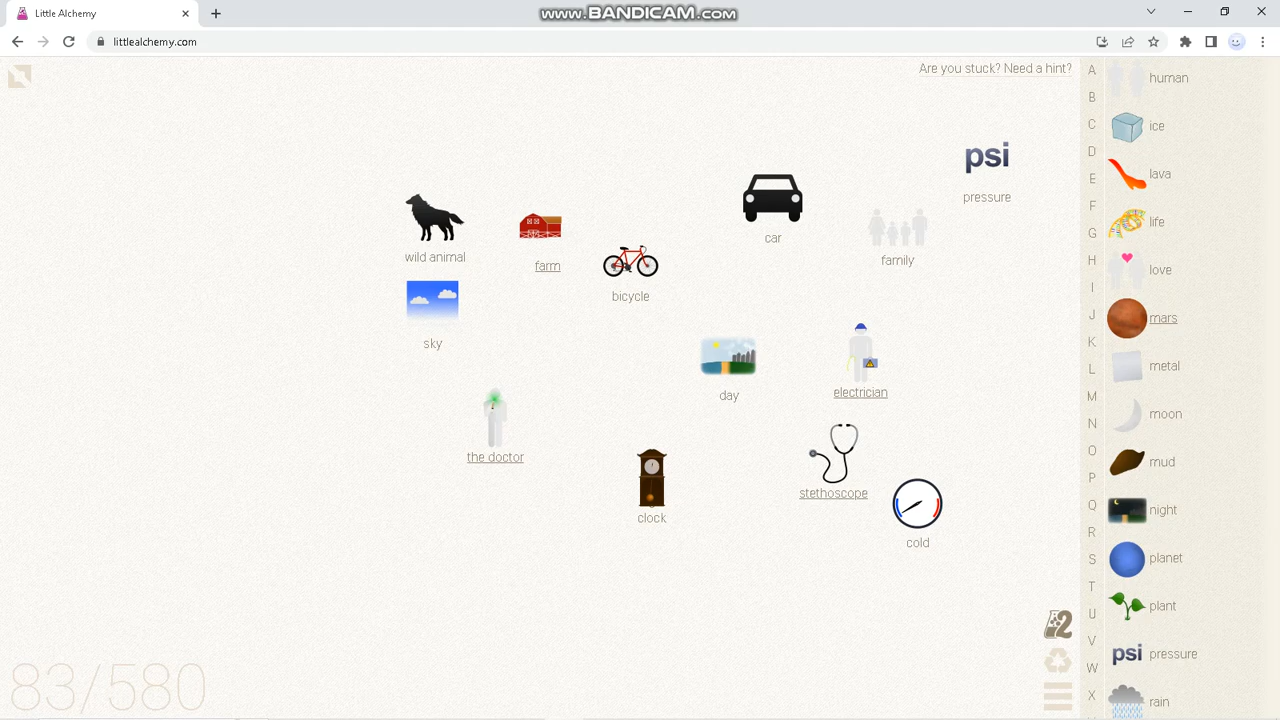 Little Alchemy
www.BANDICAM.com
littlealchemy.com
Are you stuck? Need a hint?
psi
pressure
car
wild animal
farm
family
bicycle
sky
day
electrician
the doctor
stethoscope
clock
cold
83/580
2
A
B
C
D
E
F
G
H
I
J
K
L
M
N
O
P
Q
R
S
T
U
V
W
X
human
ice
lava
life
love
mars
metal
moon
mud
night
planet
plant
psi pressure
rain